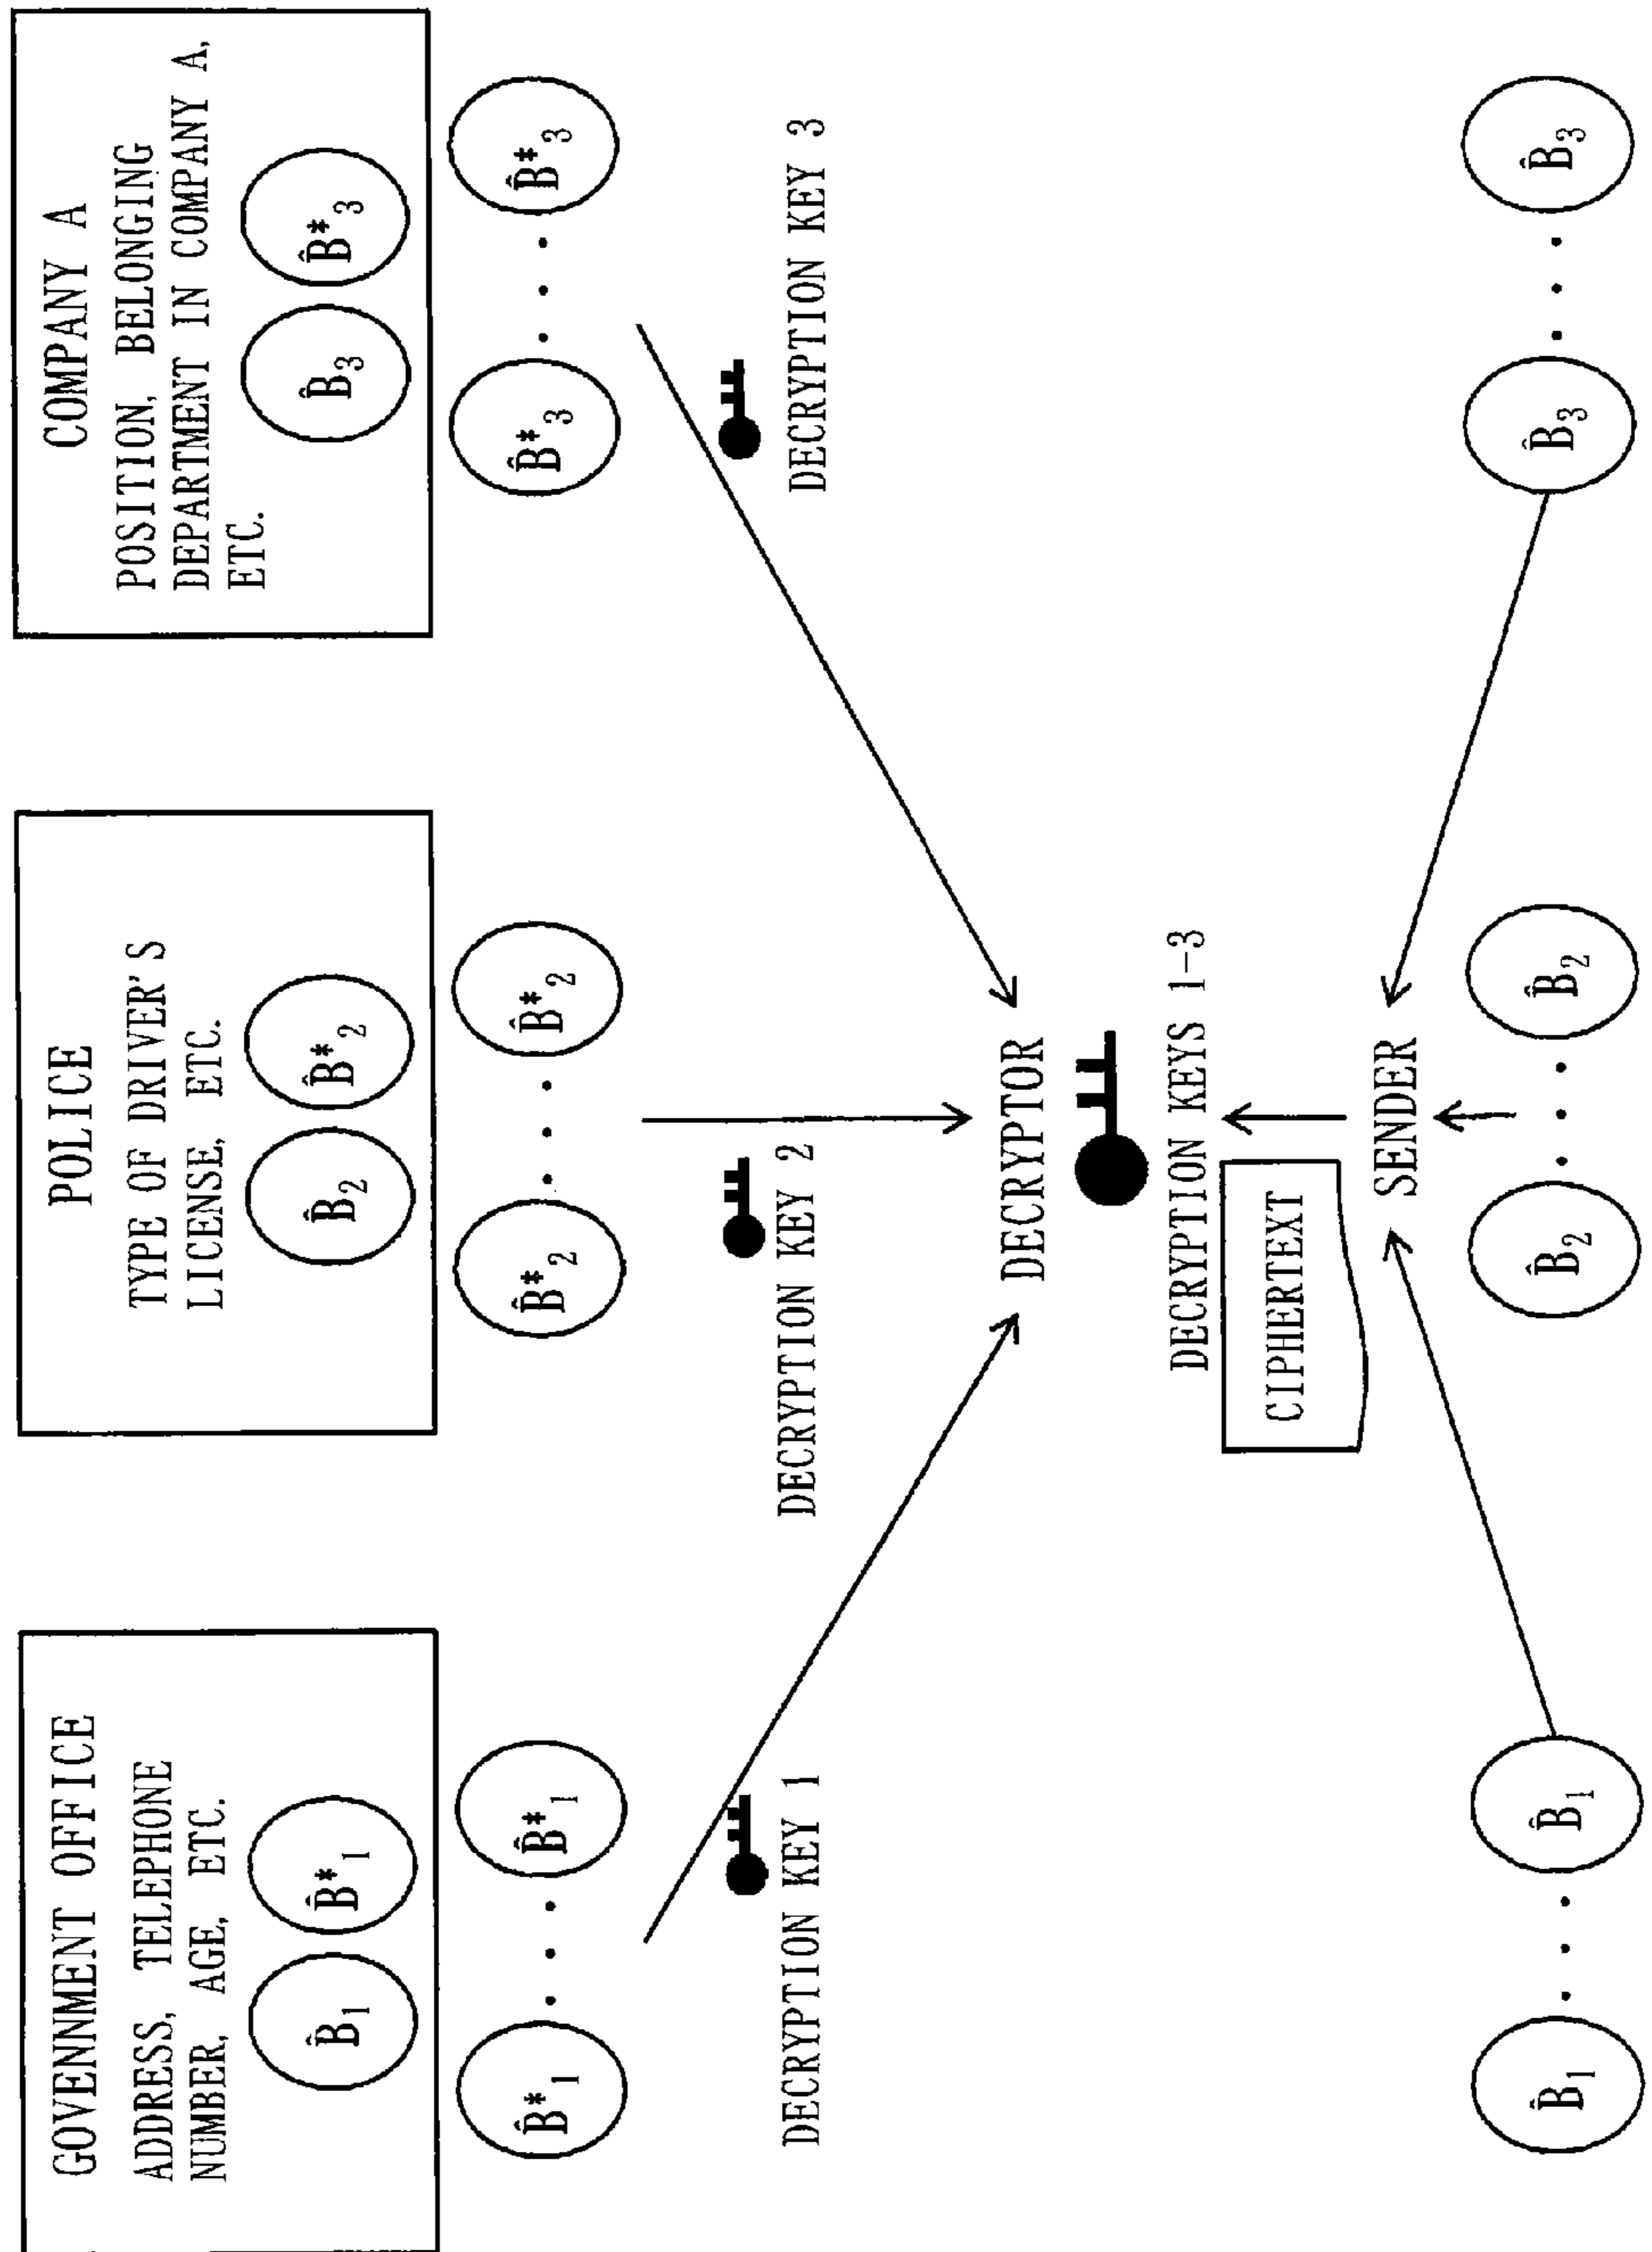 GOVENNMENT OFFICE
ADDRESS, TELEPHONE
NUMBER, AGE, ETC.
B̂₁ B̂*₁
B̂*₁ · · · B̂*₁
DECRYPTION KEY 1
POLICE
TYPE OF DRIVER'S
LICENSE, ETC.
B̂₂ B̂*₂
B̂*₂ · · · B̂*₂
DECRYPTION KEY 2
COMPANY A
POSITION, BELONGING
DEPARTMENT IN COMPANY A,
ETC.
B̂₃ B̂*₃
B̂*₃ · · · B̂*₃
DECRYPTION KEY 3
DECRYPTOR
DECRYPTION KEYS 1-3
CIPHERTEXT
SENDER
B̂₁ · · · B̂₁
B̂₂ · · · B̂₂
B̂₃ · · · B̂₃